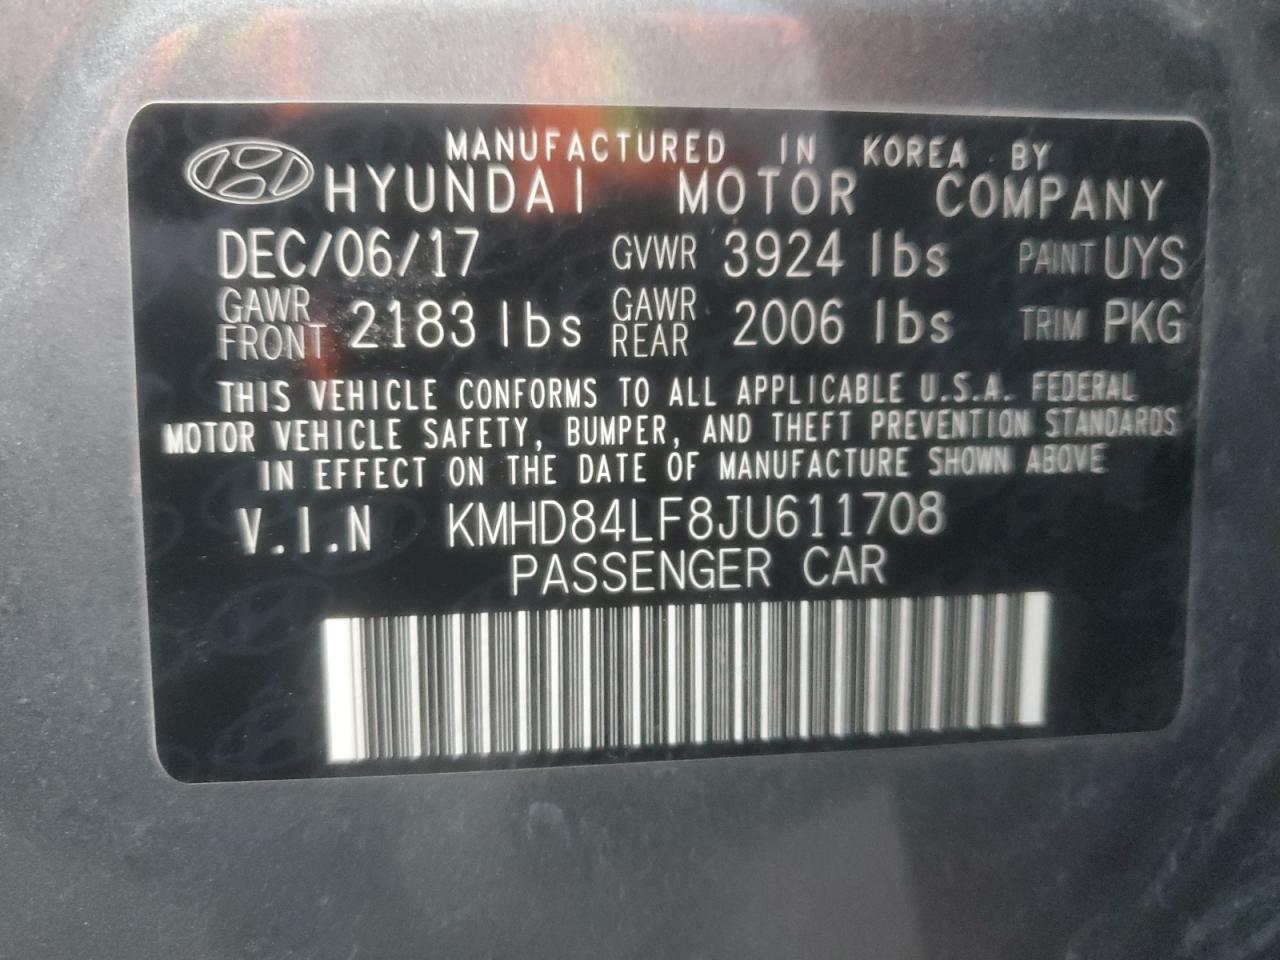 MANUFACTURED IN KOREA BY
HYUNDAI MOTOR COMPANY
DEC/06/17 GVWR 3924 lbs PAINT UYS
GAWR FRONT 2183 lbs GAWR REAR 2006 lbs TRIM PKG
THIS VEHICLE CONFORMS TO ALL APPLICABLE U.S.A. FEDERAL
MOTOR VEHICLE SAFETY, BUMPER, AND THEFT PREVENTION STANDARDS
IN EFFECT ON THE DATE OF MANUFACTURE SHOWN ABOVE
V.I.N KMHD84LF8JU611708
PASSENGER CAR